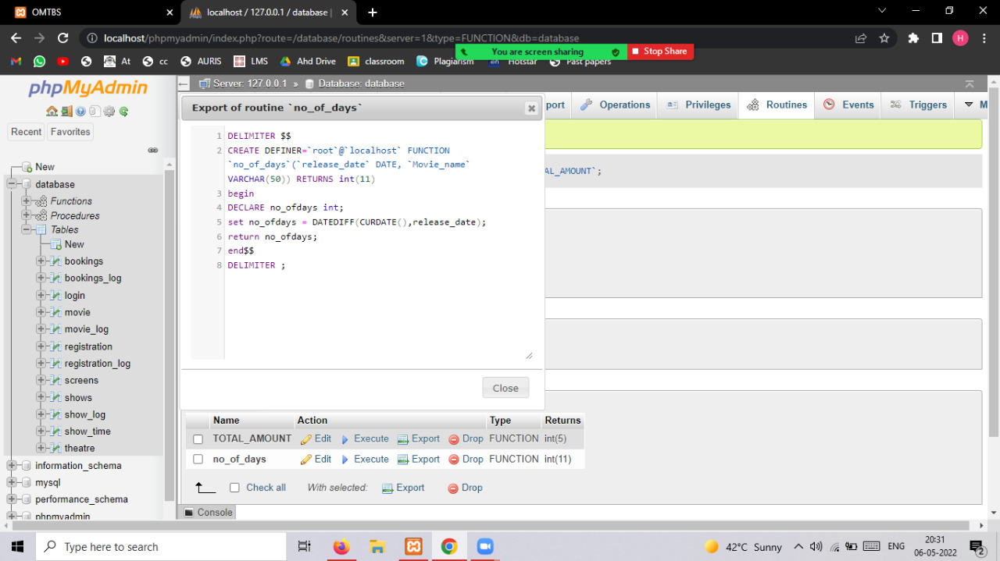 OMTBS
localhost / 127.0.0.1 / database |
localhost/phpmyadmin/index.php?route=/database/routines&server=1&type=FUNCTION&db=database
H
You are screen sharing
Stop Share
At
cc
AURIS
LMS
Ahd Drive
classroom
Plagiarism
Hotstar
Past papers
phpMyAdmin
Server: 127.0.0.1 » Database: database
Recent
Favorites
Export of routine `no_of_days`
port
Operations
Privileges
Routines
Events
Triggers
M
New
database
Functions
Procedures
Tables
New
bookings
bookings_log
login
movie
movie_log
registration
registration_log
screens
shows
show_log
show_time
theatre
information_schema
mysql
performance_schema
phpmyadmin
1 DELIMITER $$
2 CREATE DEFINER=`root`@`localhost` FUNCTION
`no_of_days`(`release_date` DATE, `Movie_name`
VARCHAR(50)) RETURNS int(11)
3 begin
4 DECLARE no_ofdays int;
5 set no_ofdays = DATEDIFF(CURDATE(),release_date);
6 return no_ofdays;
7 end$$
8 DELIMITER ;
AL_AMOUNT`;
Close
Name Action Type Returns
TOTAL_AMOUNT Edit Execute Export Drop FUNCTION int(5)
no_of_days Edit Execute Export Drop FUNCTION int(11)
Check all With selected: Export Drop
Console
Type here to search
42°C Sunny
ENG
20:31
06-05-2022
2